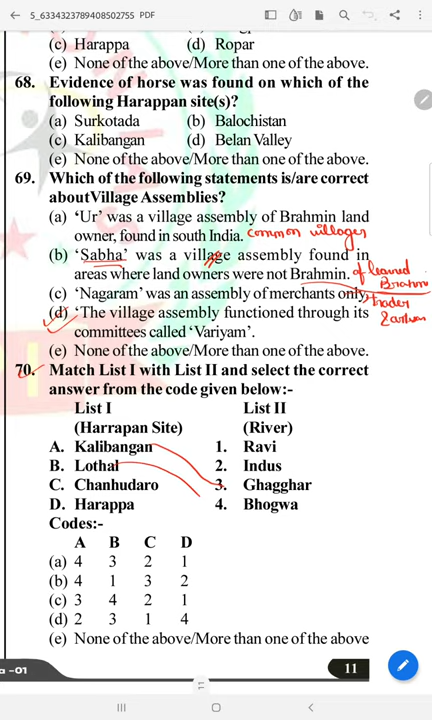 5_6334323789408502755 PDF
(c) Harappa (d) Ropar
(e) None of the above/More than one of the above.
68. Evidence of horse was found on which of the
following Harappan site(s)?
(a) Surkotada (b) Balochistan
(c) Kalibangan (d) Belan Valley
(e) None of the above/More than one of the above.
69. Which of the following statements is/are correct
aboutVillage Assemblies?
(a) ‘Ur’ was a village assembly of Brahmin land
owner, found in south India. common villages
(b) ‘Sabha’ was a village assembly found in
areas where land owners were not Brahmin. of learned
Brahmin
(c) ‘Nagaram’ was an assembly of merchants only. trader
(d) ‘The village assembly functioned through its
committees called ‘Variyam’.
(e) None of the above/More than one of the above.
70. Match List I with List II and select the correct
answer from the code given below:-
List I List II
(Harrapan Site) (River)
A. Kalibangan 1. Ravi
B. Lothal 2. Indus
C. Chanhudaro 3. Ghagghar
D. Harappa 4. Bhogwa
Codes:-
A B C D
(a) 4 3 2 1
(b) 4 1 3 2
(c) 3 4 2 1
(d) 2 3 1 4
(e) None of the above/More than one of the above
a -01 11
11